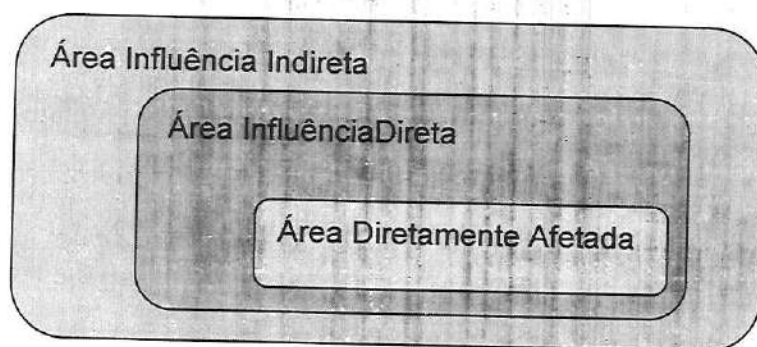 Área Influência Indireta
Área InfluênciaDireta
Área Diretamente Afetada